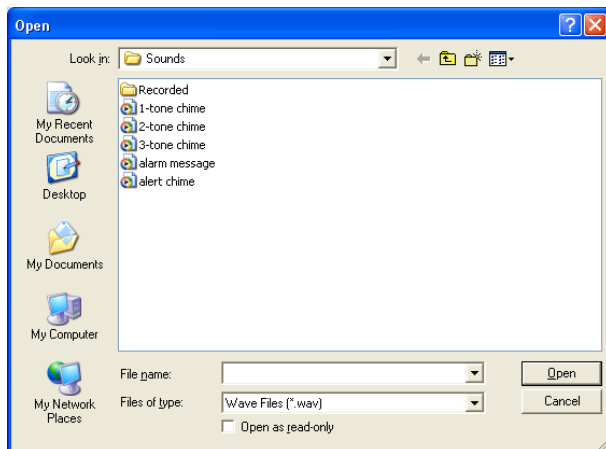 Open
Look in: Sounds
My Recent
Documents
Desktop
My Documents
My Computer
My Network
Places
Recorded
1-tone chime
2-tone chime
3-tone chime
alarm message
alert chime
File name:
Open
Files of type: Wave Files (*.wav)
Cancel
Open as read-only